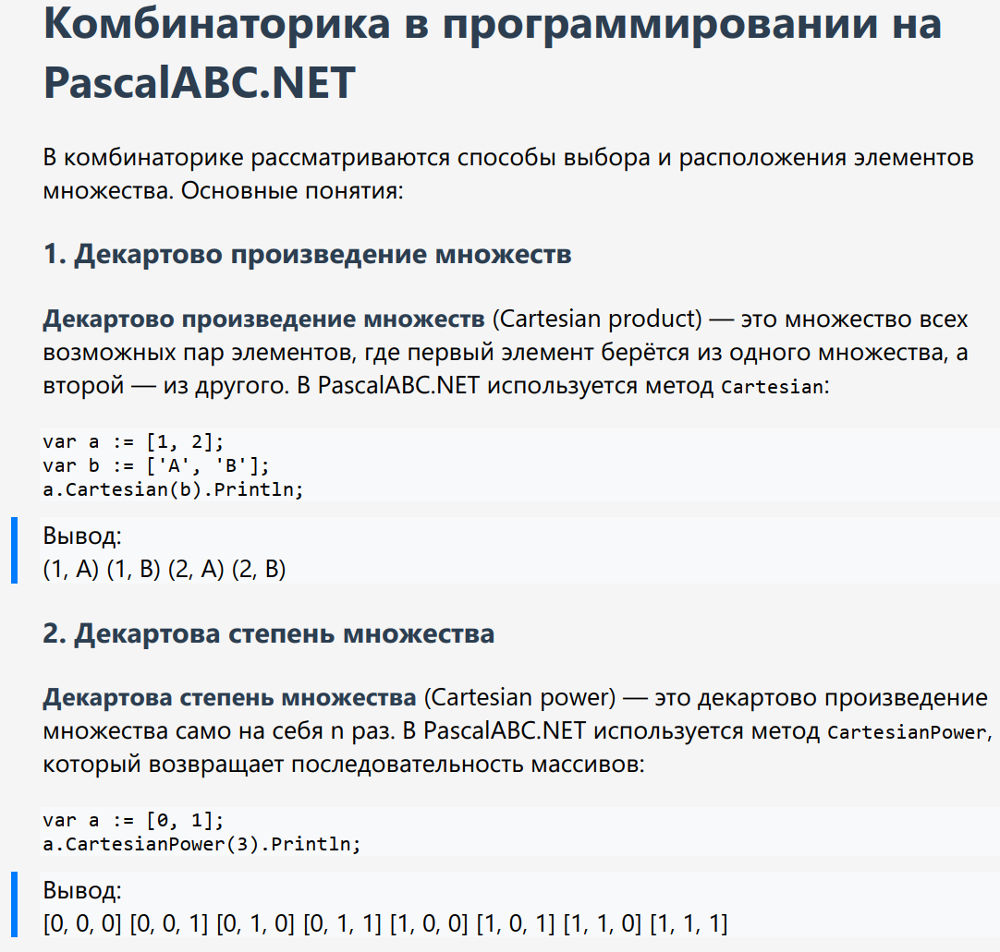 Комбинаторика в программировании на
PascalABC.NET
В комбинаторике рассматриваются способы выбора и расположения элементов
множества. Основные понятия:
1. Декартово произведение множеств
Декартово произведение множеств (Cartesian product) — это множество всех
возможных пар элементов, где первый элемент берётся из одного множества, а
второй — из другого. В PascalABC.NET используется метод Cartesian:
var a := [1, 2];
var b := ['A', 'B'];
a.Cartesian(b).Println;
Вывод:
(1, A) (1, B) (2, A) (2, B)
2. Декартова степень множества
Декартова степень множества (Cartesian power) — это декартово произведение
множества само на себя n раз. В PascalABC.NET используется метод CartesianPower,
который возвращает последовательность массивов:
var a := [0, 1];
a.CartesianPower(3).Println;
Вывод:
[0, 0, 0] [0, 0, 1] [0, 1, 0] [0, 1, 1] [1, 0, 0] [1, 0, 1] [1, 1, 0] [1, 1, 1]